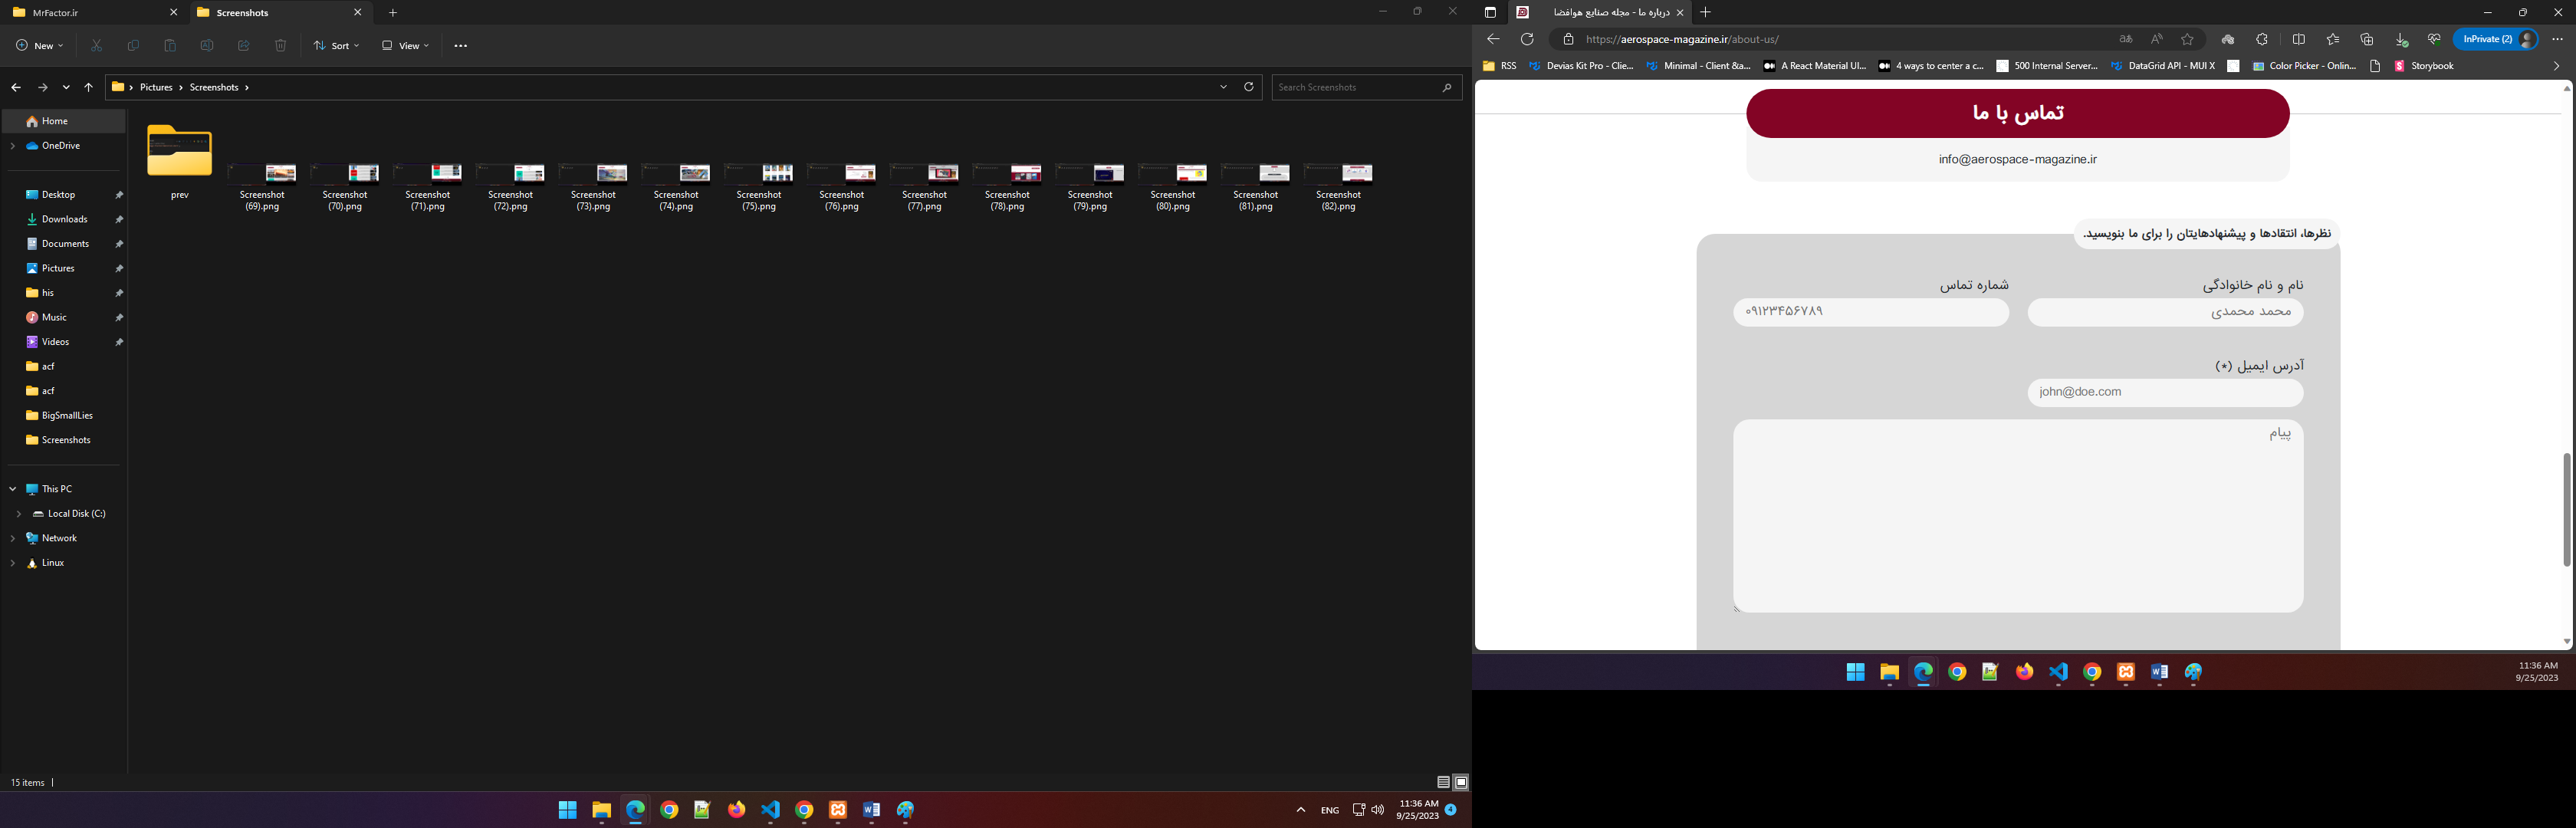 MrFactor.ir
Screenshots
New
Sort
View
Pictures
Screenshots
Search Screenshots
Home
OneDrive
Desktop
Downloads
Documents
Pictures
his
Music
Videos
acf
acf
BigSmallLies
Screenshots
This PC
Local Disk (C:)
Network
Linux
prev
Screenshot (69).png
Screenshot (70).png
Screenshot (71).png
Screenshot (72).png
Screenshot (73).png
Screenshot (74).png
Screenshot (75).png
Screenshot (76).png
Screenshot (77).png
Screenshot (78).png
Screenshot (79).png
Screenshot (80).png
Screenshot (81).png
Screenshot (82).png
15 items
ENG
11:36 AM
9/25/2023
4
درباره ما - مجله صنایع هوافضا
https://aerospace-magazine.ir/about-us/
InPrivate (2)
RSS
Devias Kit Pro - Clie...
Minimal - Client &a...
A React Material UI...
4 ways to center a c...
500 Internal Server...
DataGrid API - MUI X
Color Picker - Onlin...
Storybook
تماس با ما
info@aerospace-magazine.ir
نظرها، انتقادها و پیشنهادهایتان را برای ما بنویسید.
نام و نام خانوادگی
محمد محمدی
شماره تماس
۰۹۱۲۳۴۵۶۷۸۹
آدرس ایمیل (*)
john@doe.com
پیام
11:36 AM
9/25/2023